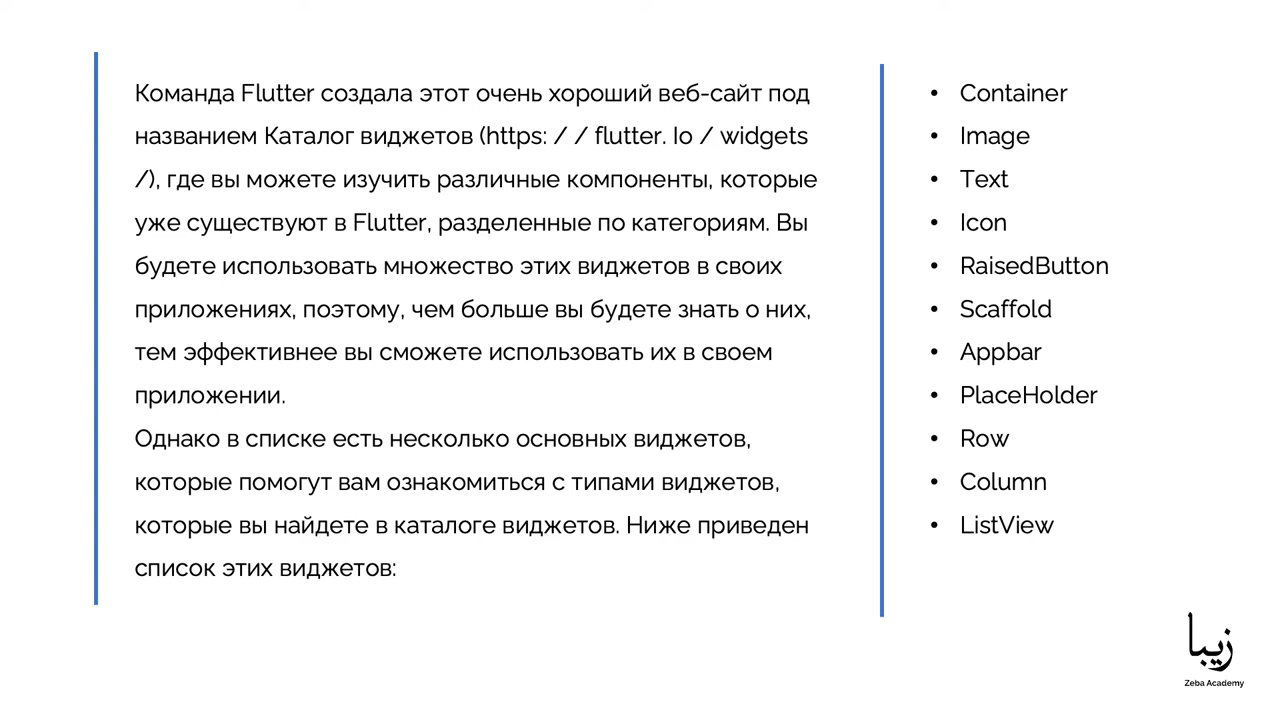 Команда Flutter создала этот очень хороший веб-сайт под
названием Каталог виджетов (https: / / flutter. Io / widgets
/), где вы можете изучить различные компоненты, которые
уже существуют в Flutter, разделенные по категориям. Вы
будете использовать множество этих виджетов в своих
приложениях, поэтому, чем больше вы будете знать о них,
тем эффективнее вы сможете использовать их в своем
приложении.
Однако в списке есть несколько основных виджетов,
которые помогут вам ознакомиться с типами виджетов,
которые вы найдете в каталоге виджетов. Ниже приведен
список этих виджетов:
• Container
• Image
• Text
• Icon
• RaisedButton
• Scaffold
• Appbar
• PlaceHolder
• Row
• Column
• ListView
زيبا
Zeba Academy